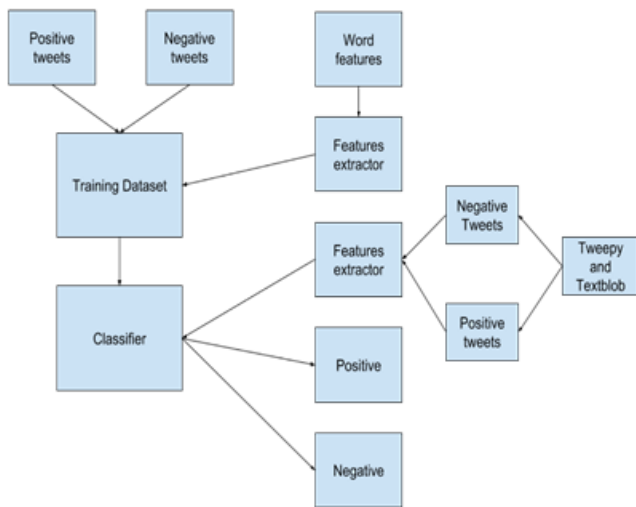 Positive
tweets
Negative
tweets
Word
features
Training Dataset
Features
extractor
Negative
Tweets
Features
extractor
Tweepy
and
Textblob
Positive
tweets
Classifier
Positive
Negative